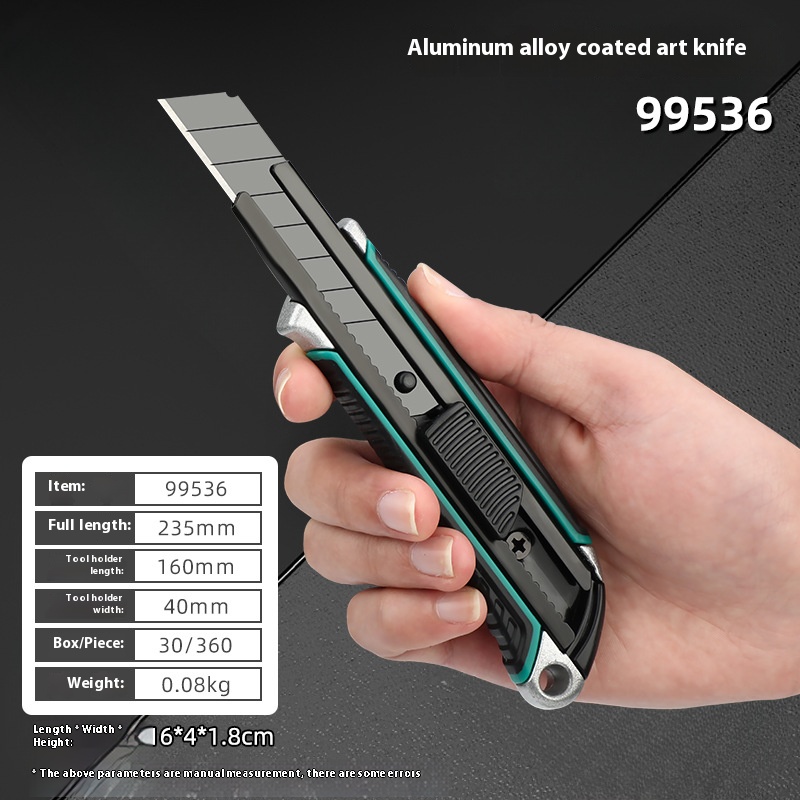 Aluminum alloy coated art knife
99536
Item: 99536
Full length: 235mm
Tool holder
length: 160mm
Tool holder
width: 40mm
Box/Piece: 30/360
Weight: 0.08kg
Length * Width *
Height: 16*4*1.8cm
* The above parameters are manual measurement, there are some errors